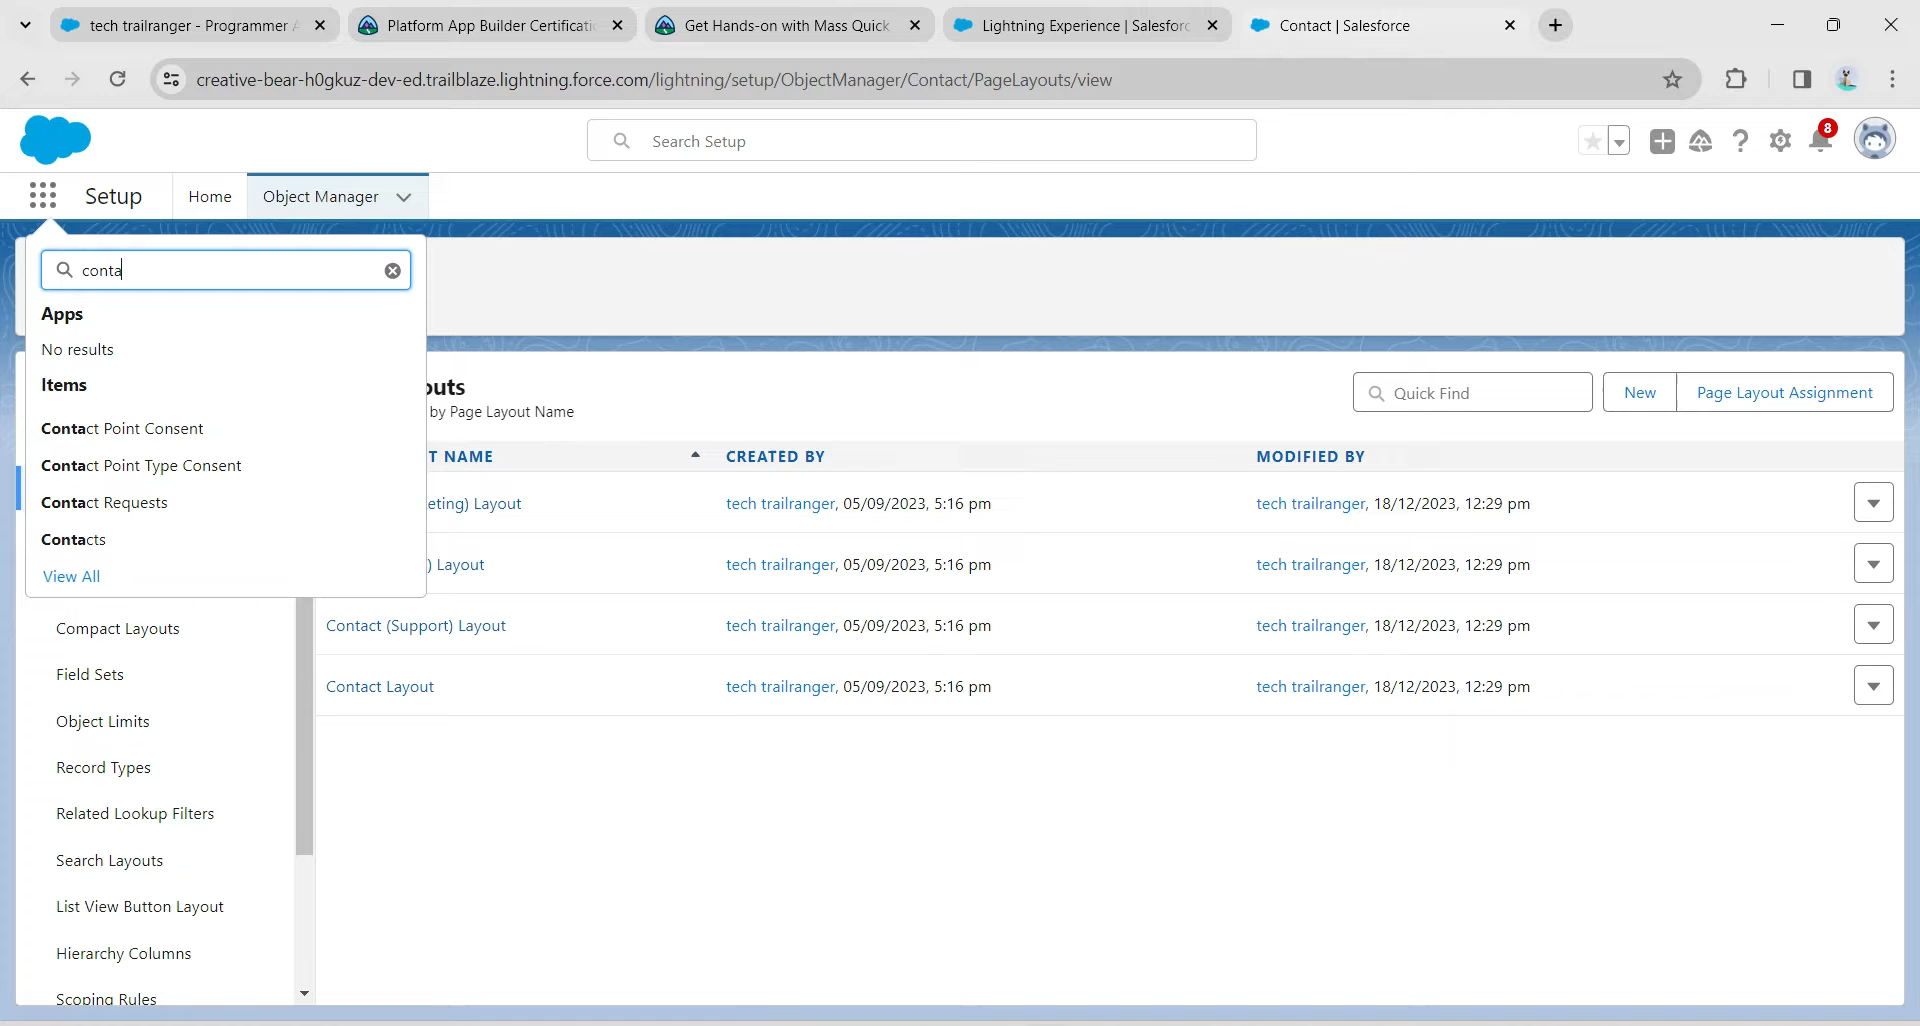 tech trailranger - Programmer A
Platform App Builder Certificatio
Get Hands-on with Mass Quick
Lightning Experience | Salesforc
Contact | Salesforce
creative-bear-h0gkuz-dev-ed.trailblaze.lightning.force.com/lightning/setup/ObjectManager/Contact/PageLayouts/view
Search Setup
8
Setup
Home
Object Manager
conta
Apps
No results
Items
Contact Point Consent
Contact Point Type Consent
Contact Requests
Contacts
View All
Compact Layouts
Field Sets
Object Limits
Record Types
Related Lookup Filters
Search Layouts
List View Button Layout
Hierarchy Columns
Scoping Rules
outs
by Page Layout Name
Quick Find
New
Page Layout Assignment
T NAME CREATED BY MODIFIED BY
eting) Layout tech trailranger, 05/09/2023, 5:16 pm tech trailranger, 18/12/2023, 12:29 pm
) Layout tech trailranger, 05/09/2023, 5:16 pm tech trailranger, 18/12/2023, 12:29 pm
Contact (Support) Layout tech trailranger, 05/09/2023, 5:16 pm tech trailranger, 18/12/2023, 12:29 pm
Contact Layout tech trailranger, 05/09/2023, 5:16 pm tech trailranger, 18/12/2023, 12:29 pm